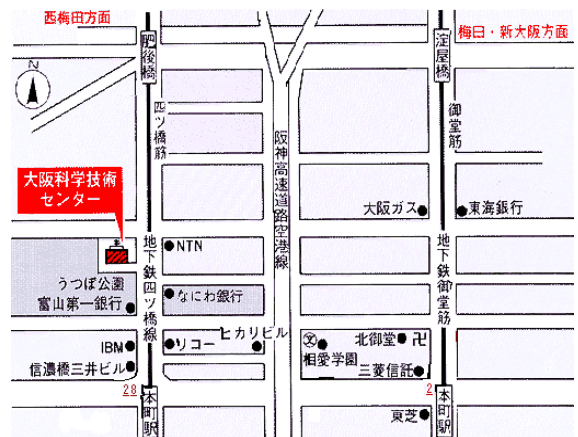 西梅田方面
梅田・新大阪方面
肥後橋
淀屋橋
N
四ツ橋筋
御堂筋
阪神高速道路空港線
大阪科学技術
センター
大阪ガス
東海銀行
NTN
地下鉄四ツ橋線
地下鉄御堂筋
うつぼ公園
富山第一銀行
なにわ銀行
ヒカリビル
IBM
リコー
信濃橋三井ビル
文
相愛学園
北御堂
卍
三菱信託
28
2
本町駅
本町駅
東芝